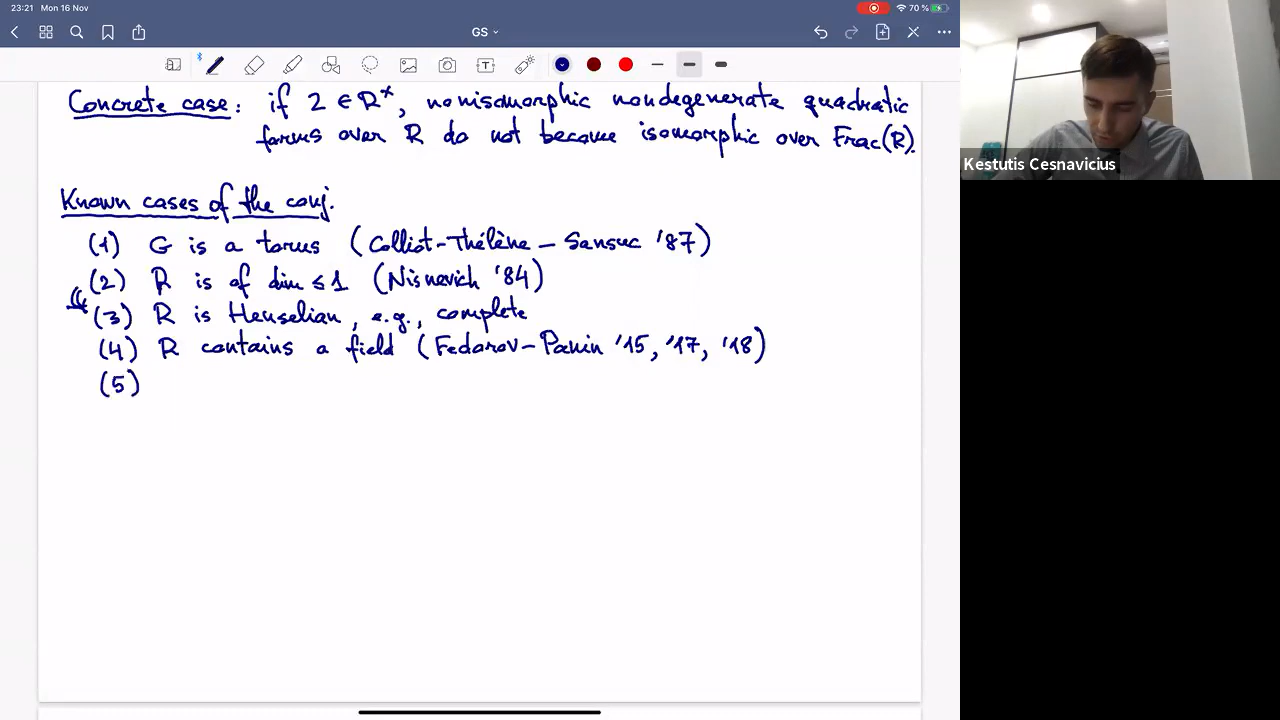 23:21 Mon 16 Nov
70 %
GS
T
Concrete case: if 2 ∈ R^×, nonisomorphic nondegenerate quadratic
forms over R do not become isomorphic over Frac(R).
Kestutis Cesnavicius
Known cases of the conj.
(1) G is a torus (Colliot-Thélène – Sansuc '87)
(2) R is of dim ≤ 1 (Nisnevich '84)
(3) R is Henselian, e.g., complete
(4) R contains a field (Fedorov – Panin '15, '17, '18)
(5)